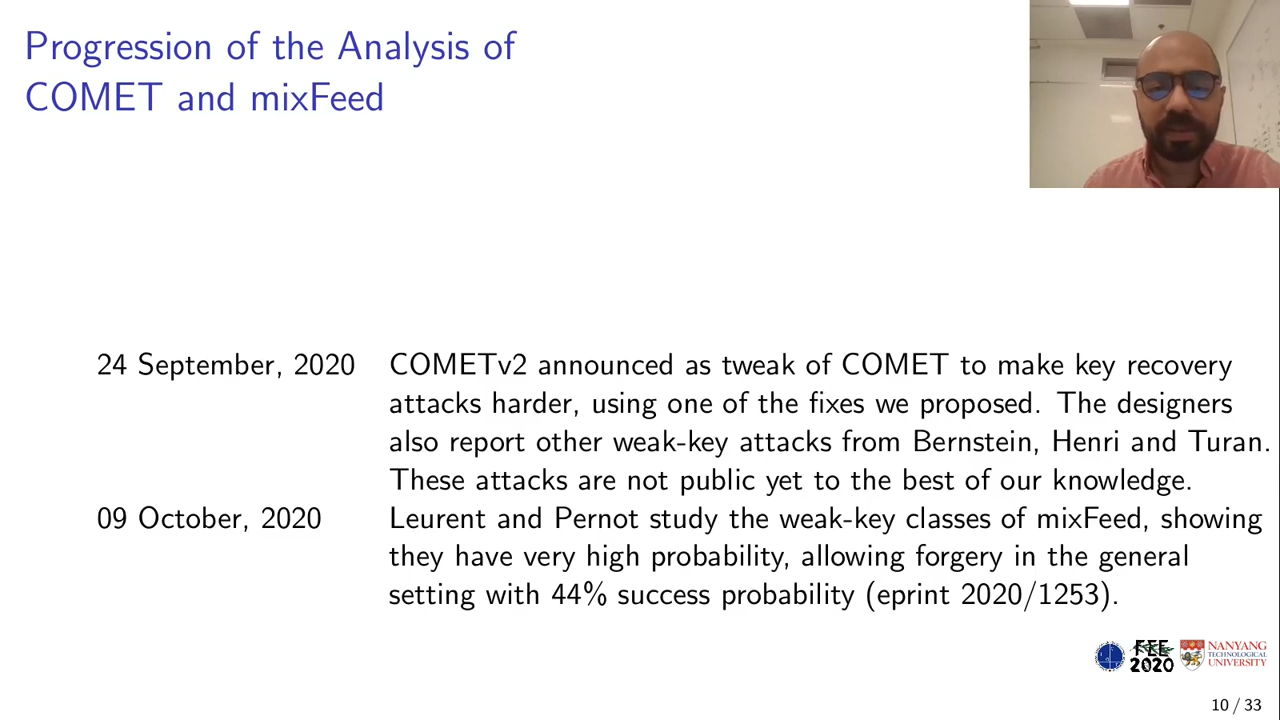 Progression of the Analysis of
COMET and mixFeed
24 September, 2020 COMETv2 announced as tweak of COMET to make key recovery
attacks harder, using one of the fixes we proposed. The designers
also report other weak-key attacks from Bernstein, Henri and Turan.
These attacks are not public yet to the best of our knowledge.
09 October, 2020 Leurent and Pernot study the weak-key classes of mixFeed, showing
they have very high probability, allowing forgery in the general
setting with 44% success probability (eprint 2020/1253).
FEE
2020
NANYANG
TECHNOLOGICAL
UNIVERSITY
10 / 33